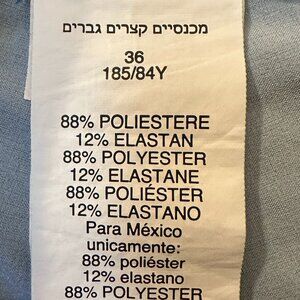 מכנסיים קצרים גברים
36
185/84Y
88% POLIESTERE
12% ELASTAN
88% POLYESTER
12% ELASTANE
88% POLIÉSTER
12% ELASTANO
Para México
unicamente:
88% poliéster
12% elastano
88% POLYESTER